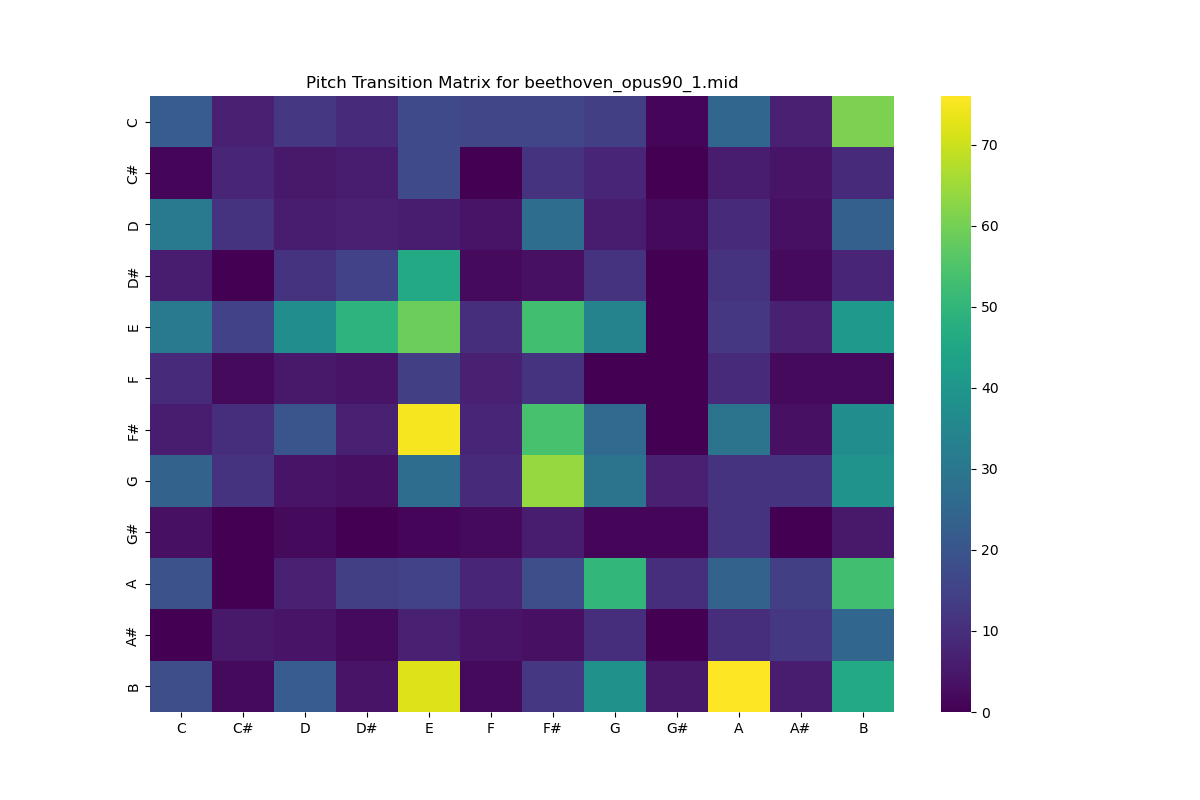 Pitch Transition Matrix for beethoven_opus90_1.mid
C
C#
D
D#
E
F
F#
G
G#
A
A#
B
C C# D D# E F F# G G# A A# B
70
60
50
40
30
20
10
0